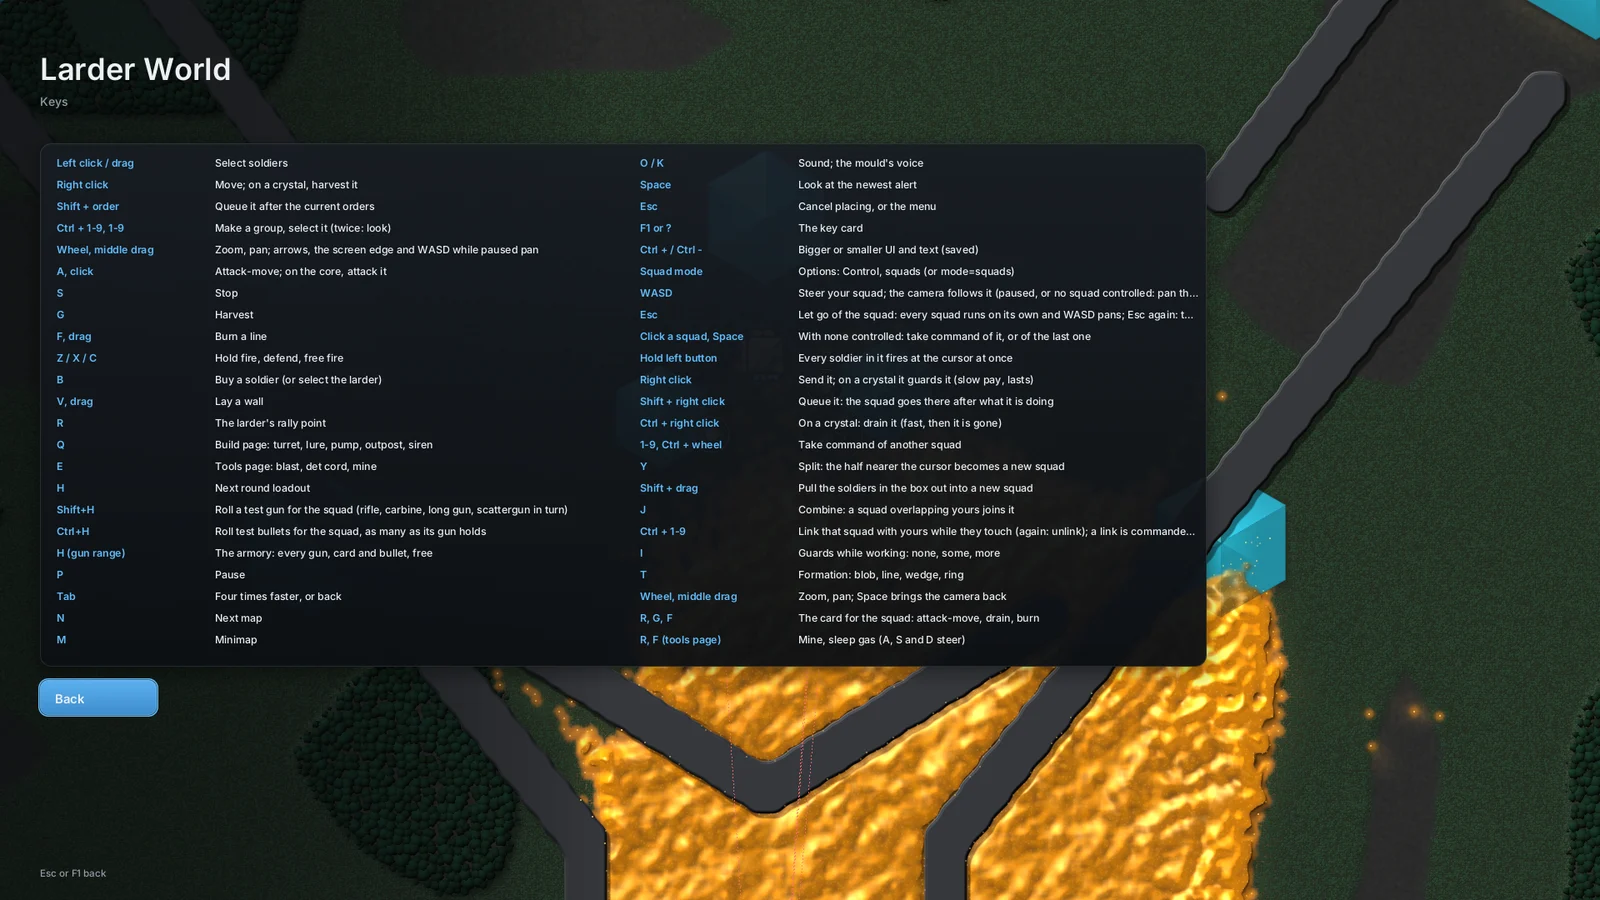 Larder World
Keys
Left click / drag Select soldiers
Right click Move; on a crystal, harvest it
Shift + order Queue it after the current orders
Ctrl + 1-9, 1-9 Make a group, select it (twice: look)
Wheel, middle drag Zoom, pan; arrows, the screen edge and WASD while paused pan
A, click Attack-move; on the core, attack it
S Stop
G Harvest
F, drag Burn a line
Z / X / C Hold fire, defend, free fire
B Buy a soldier (or select the larder)
V, drag Lay a wall
R The larder's rally point
Q Build page: turret, lure, pump, outpost, siren
E Tools page: blast, det cord, mine
H Next round loadout
Shift+H Roll a test gun for the squad (rifle, carbine, long gun, scattergun in turn)
Ctrl+H Roll test bullets for the squad, as many as its gun holds
H (gun range) The armory: every gun, card and bullet, free
P Pause
Tab Four times faster, or back
N Next map
M Minimap
O / K Sound; the mould's voice
Space Look at the newest alert
Esc Cancel placing, or the menu
F1 or ? The key card
Ctrl + / Ctrl - Bigger or smaller UI and text (saved)
Squad mode Options: Control, squads (or mode=squads)
WASD Steer your squad; the camera follows it (paused, or no squad controlled: pan th...
Esc Let go of the squad: every squad runs on its own and WASD pans; Esc again: t...
Click a squad, Space With none controlled: take command of it, or of the last one
Hold left button Every soldier in it fires at the cursor at once
Right click Send it; on a crystal it guards it (slow pay, lasts)
Shift + right click Queue it: the squad goes there after what it is doing
Ctrl + right click On a crystal: drain it (fast, then it is gone)
1-9, Ctrl + wheel Take command of another squad
Y Split: the half nearer the cursor becomes a new squad
Shift + drag Pull the soldiers in the box out into a new squad
J Combine: a squad overlapping yours joins it
Ctrl + 1-9 Link that squad with yours while they touch (again: unlink); a link is commande...
I Guards while working: none, some, more
T Formation: blob, line, wedge, ring
Wheel, middle drag Zoom, pan; Space brings the camera back
R, G, F The card for the squad: attack-move, drain, burn
R, F (tools page) Mine, sleep gas (A, S and D steer)
Back
Esc or F1 back